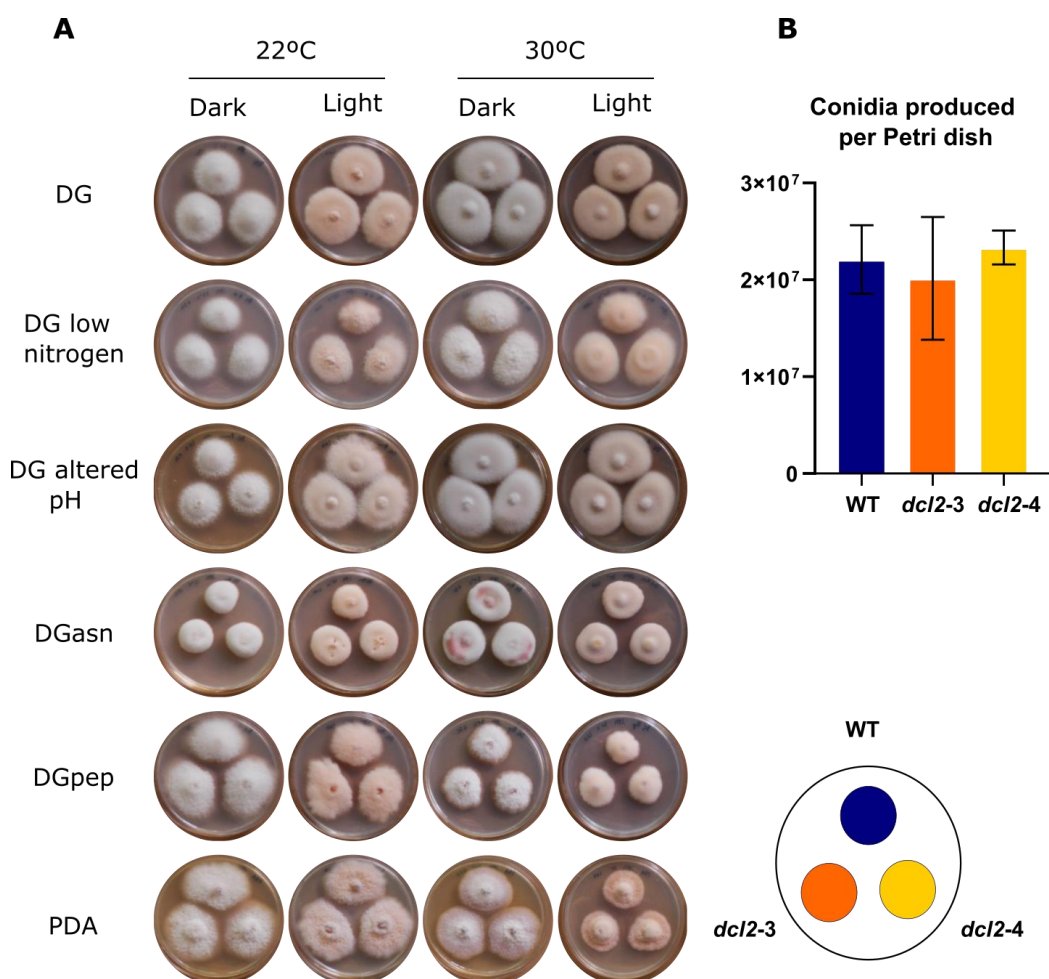 A
22ºC
30ºC
Dark
Light
Dark
Light
DG
DG low
nitrogen
DG altered
pH
DGasn
DGpep
PDA
B
Conidia produced
per Petri dish
3×10⁷
2×10⁷
1×10⁷
0
WT
dcl2-3
dcl2-4
WT
dcl2-3
dcl2-4